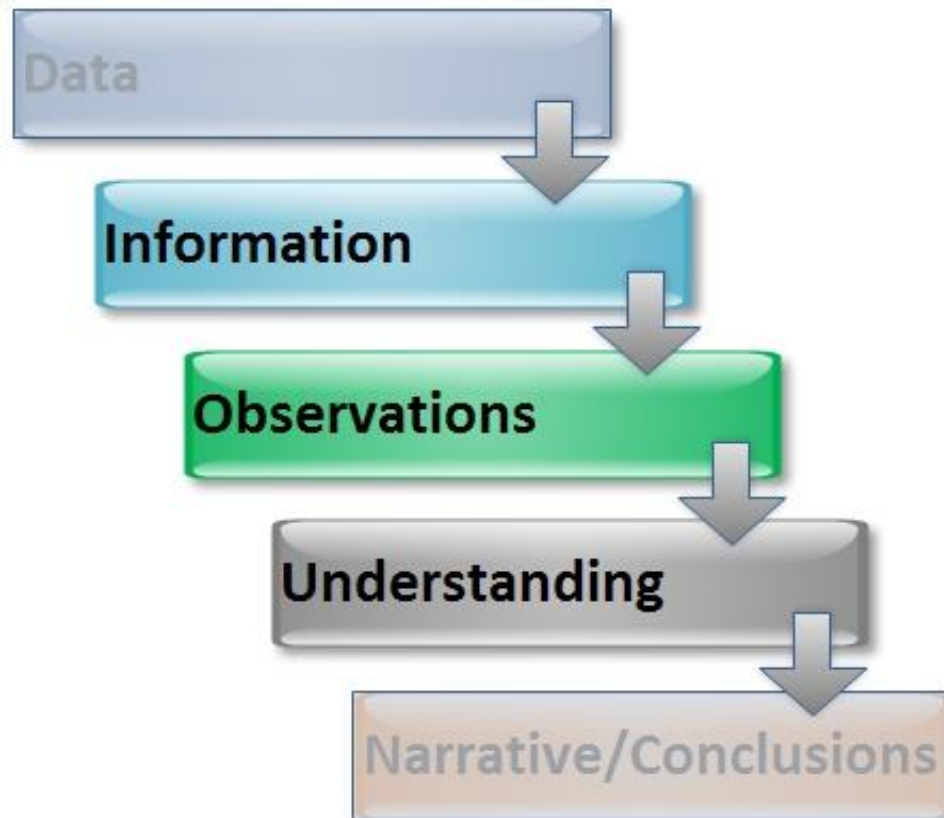 Data
Information
Observations
Understanding
Narrative/Conclusions